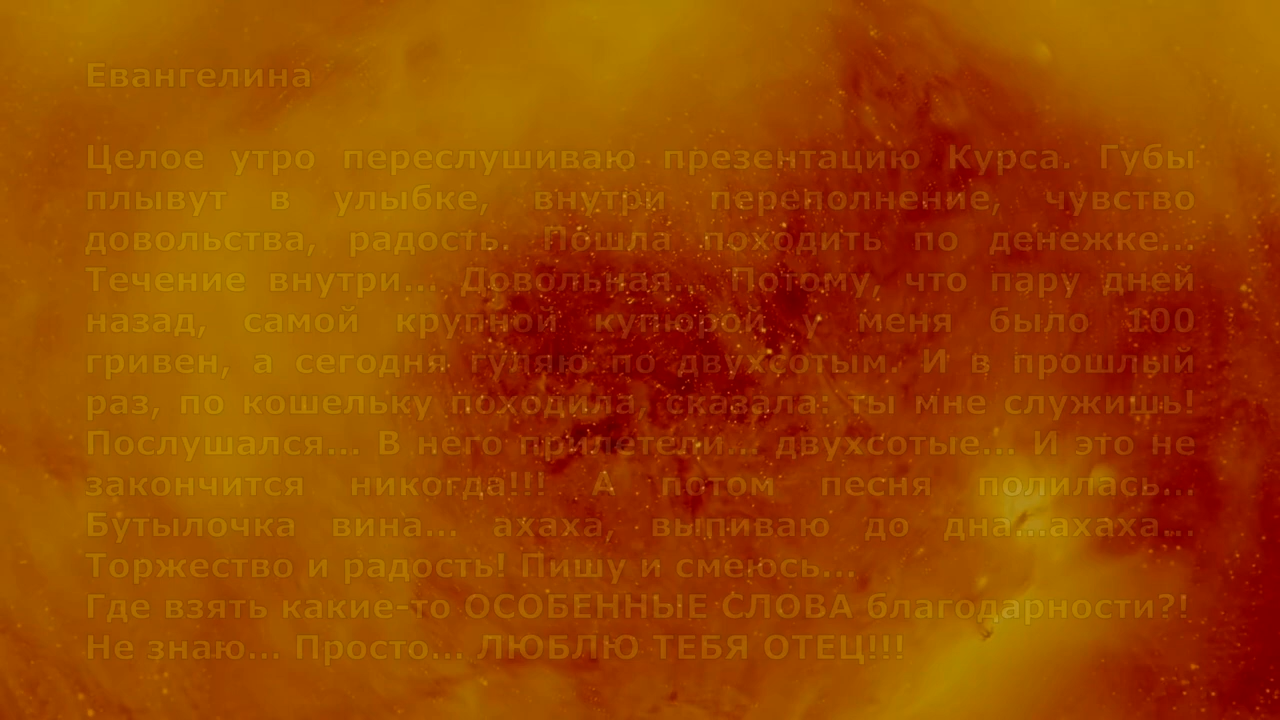 Евангелина
Целое утро переслушиваю презентацию Курса. Губы
плывут в улыбке, внутри переполнение, чувство
довольства, радость. Пошла походить по денежке...
Течение внутри... Довольная... Потому, что пару дней
назад, самой крупной купюрой у меня было 100
гривен, а сегодня гуляю по двухсотым. И в прошлый
раз, по кошельку походила, сказала: ты мне служишь!
Послушался... В него прилетели... двухсотые... И это не
закончится никогда!!! А потом песня полилась...
Бутылочка вина... ахаха, выпиваю до дна...ахаха...
Торжество и радость! Пишу и смеюсь...
Где взять какие-то ОСОБЕННЫЕ СЛОВА благодарности?!
Не знаю... Просто... ЛЮБЛЮ ТЕБЯ ОТЕЦ!!!